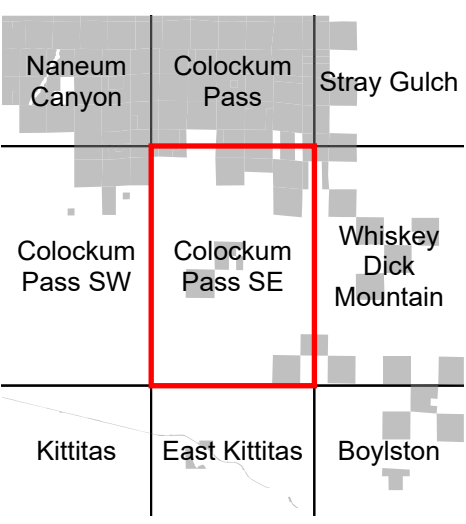 Naneum
Canyon
Colockum
Pass
Stray Gulch
Colockum
Pass SW
Colockum
Pass SE
Whiskey
Dick
Mountain
Kittitas
East Kittitas
Boylston